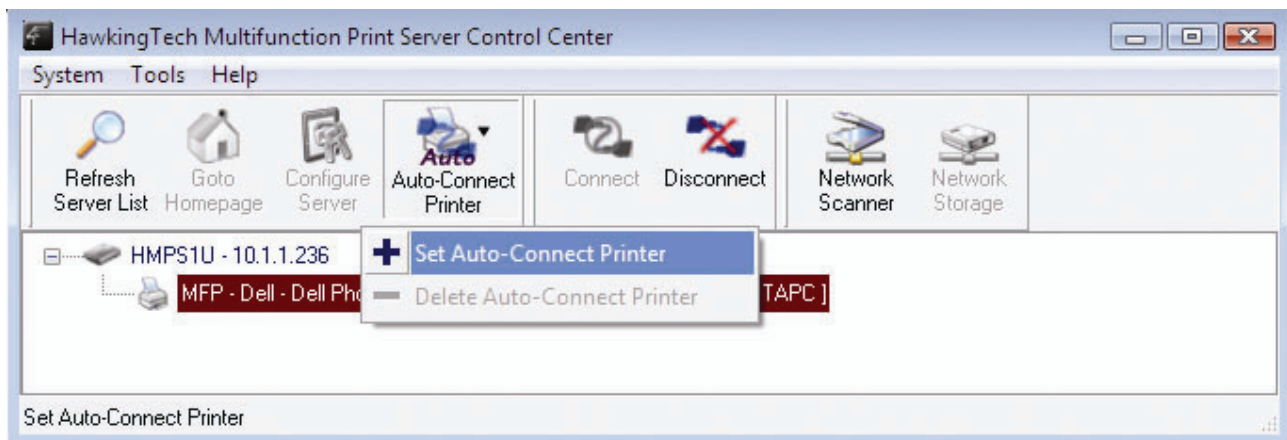 HawkingTech Multifunction Print Server Control Center
System Tools Help
Refresh Server List
Goto Homepage
Configure Server
Auto
Auto-Connect Printer
Connect
Disconnect
Network Scanner
Network Storage
HMPS1U - 10.1.1.236
Set Auto-Connect Printer
MFP - Dell - Dell
Delete Auto-Connect Printer
TAPC ]
Set Auto-Connect Printer